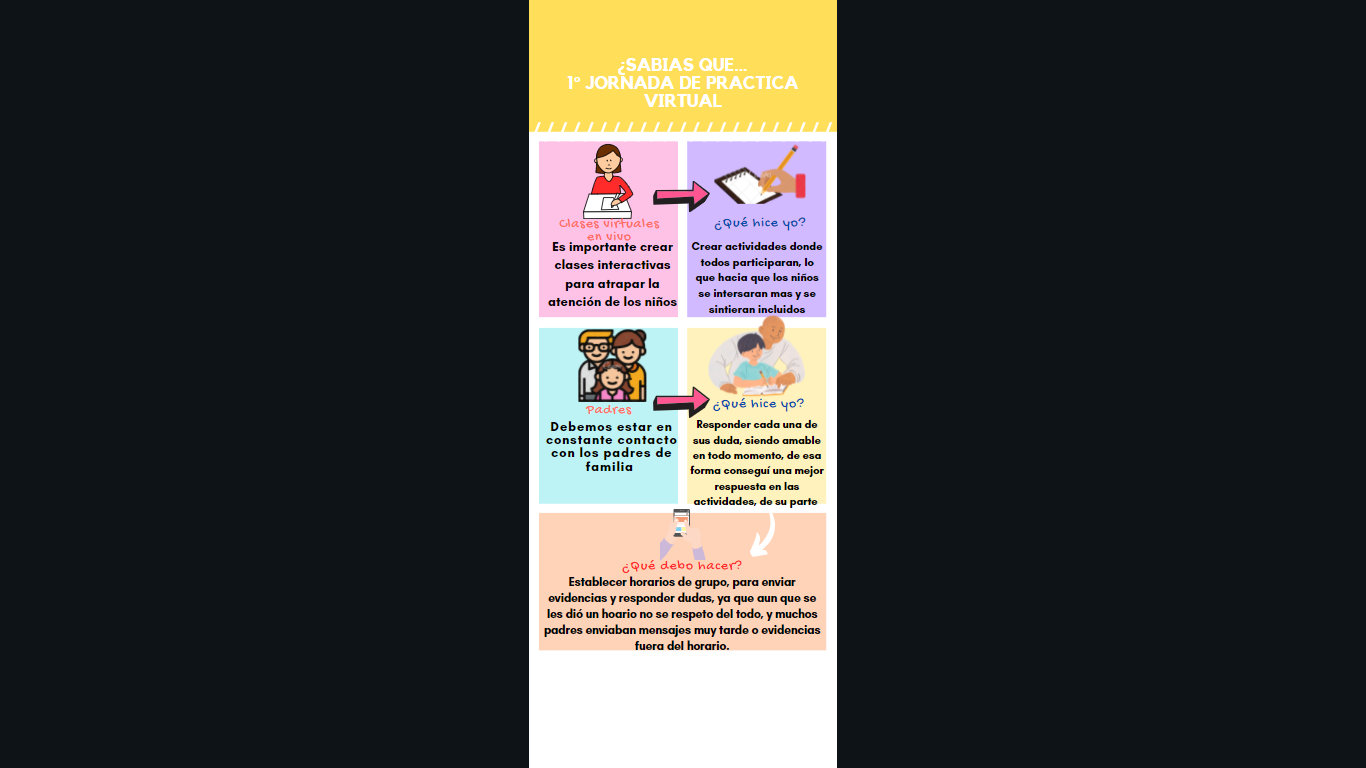 ¿SABIAS QUE...
1º JORNADA DE PRACTICA
VIRTUAL
Clases virtuales
en vivo
Es importante crear
clases interactivas
para atrapar la
atención de los niños
¿Qué hice yo?
Crear actividades donde
todos participaran, lo
que hacia que los niños
se intersaran mas y se
sintieran incluidos
Padres
Debemos estar en
constante contacto
con los padres de
familia
¿Qué hice yo?
Responder cada una de
sus duda, siendo amable
en todo momento, de esa
forma conseguí una mejor
respuesta en las
actividades, de su parte
¿Qué debo hacer?
Establecer horarios de grupo, para enviar
evidencias y responder dudas, ya que aun que se
les dió un hoario no se respeto del todo, y muchos
padres enviaban mensajes muy tarde o evidencias
fuera del horario.